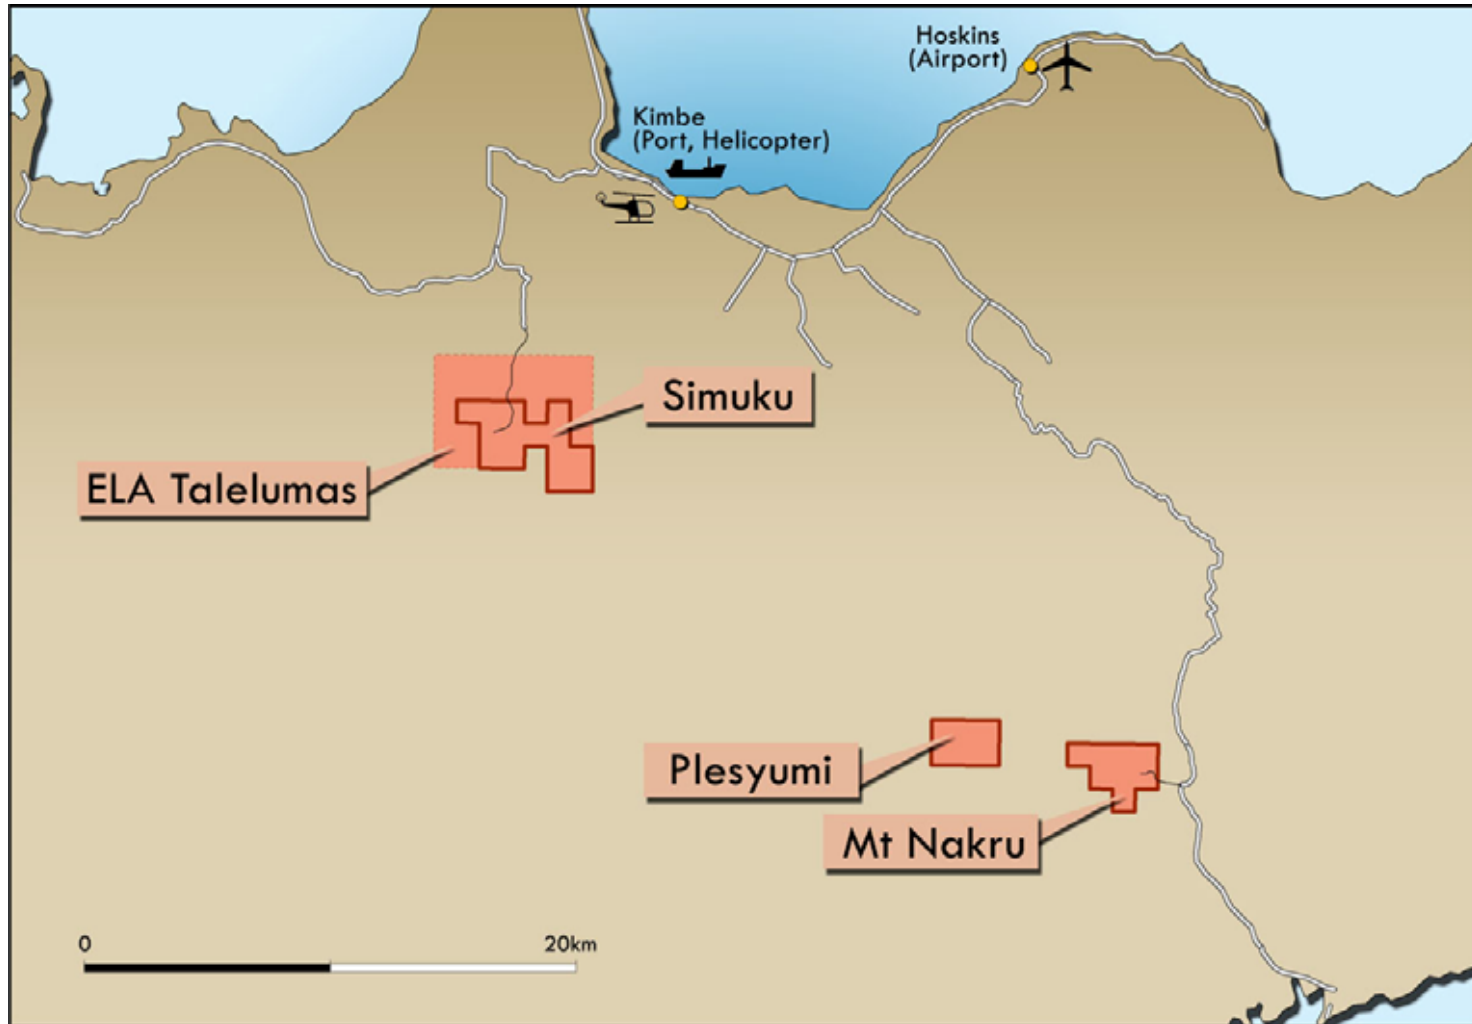 Hoskins
(Airport)
Kimbe
(Port, Helicopter)
Simuku
ELA Talelumas
Plesyumi
Mt Nakru
0 20km